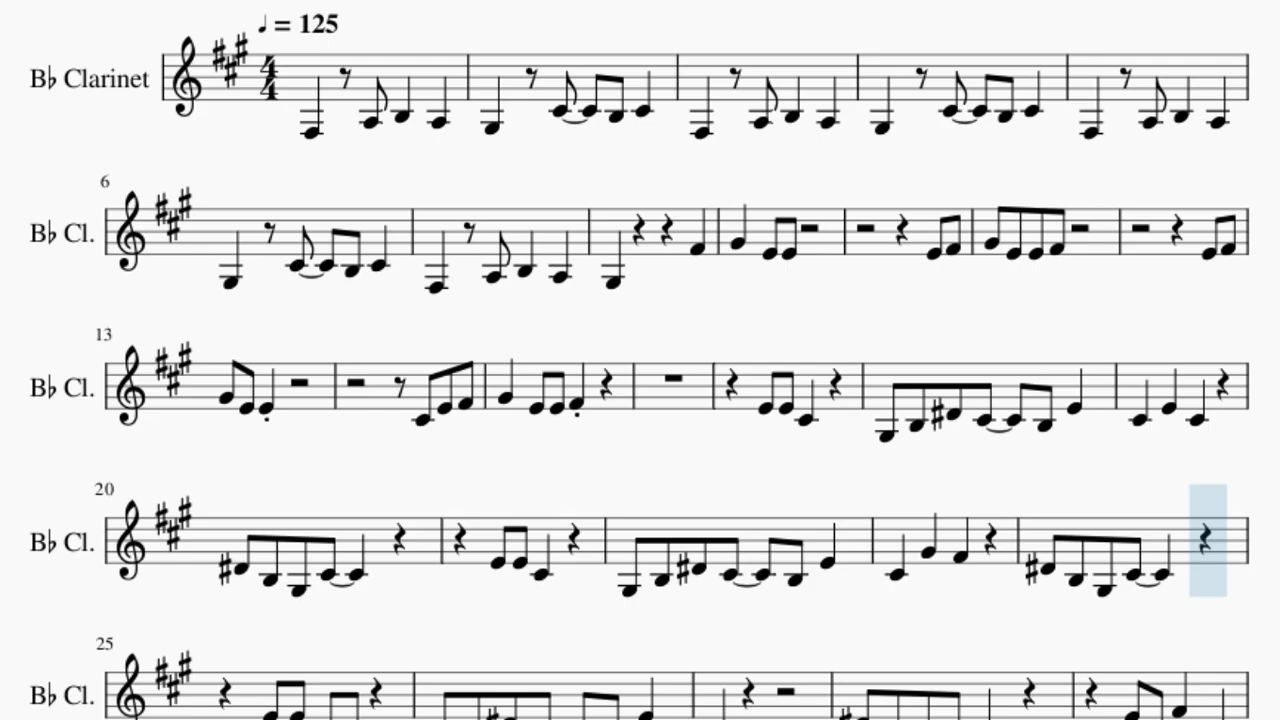 ♩ = 125
B♭ Clarinet
4
4
6
B♭ Cl.
13
B♭ Cl.
20
B♭ Cl.
25
B♭ Cl.